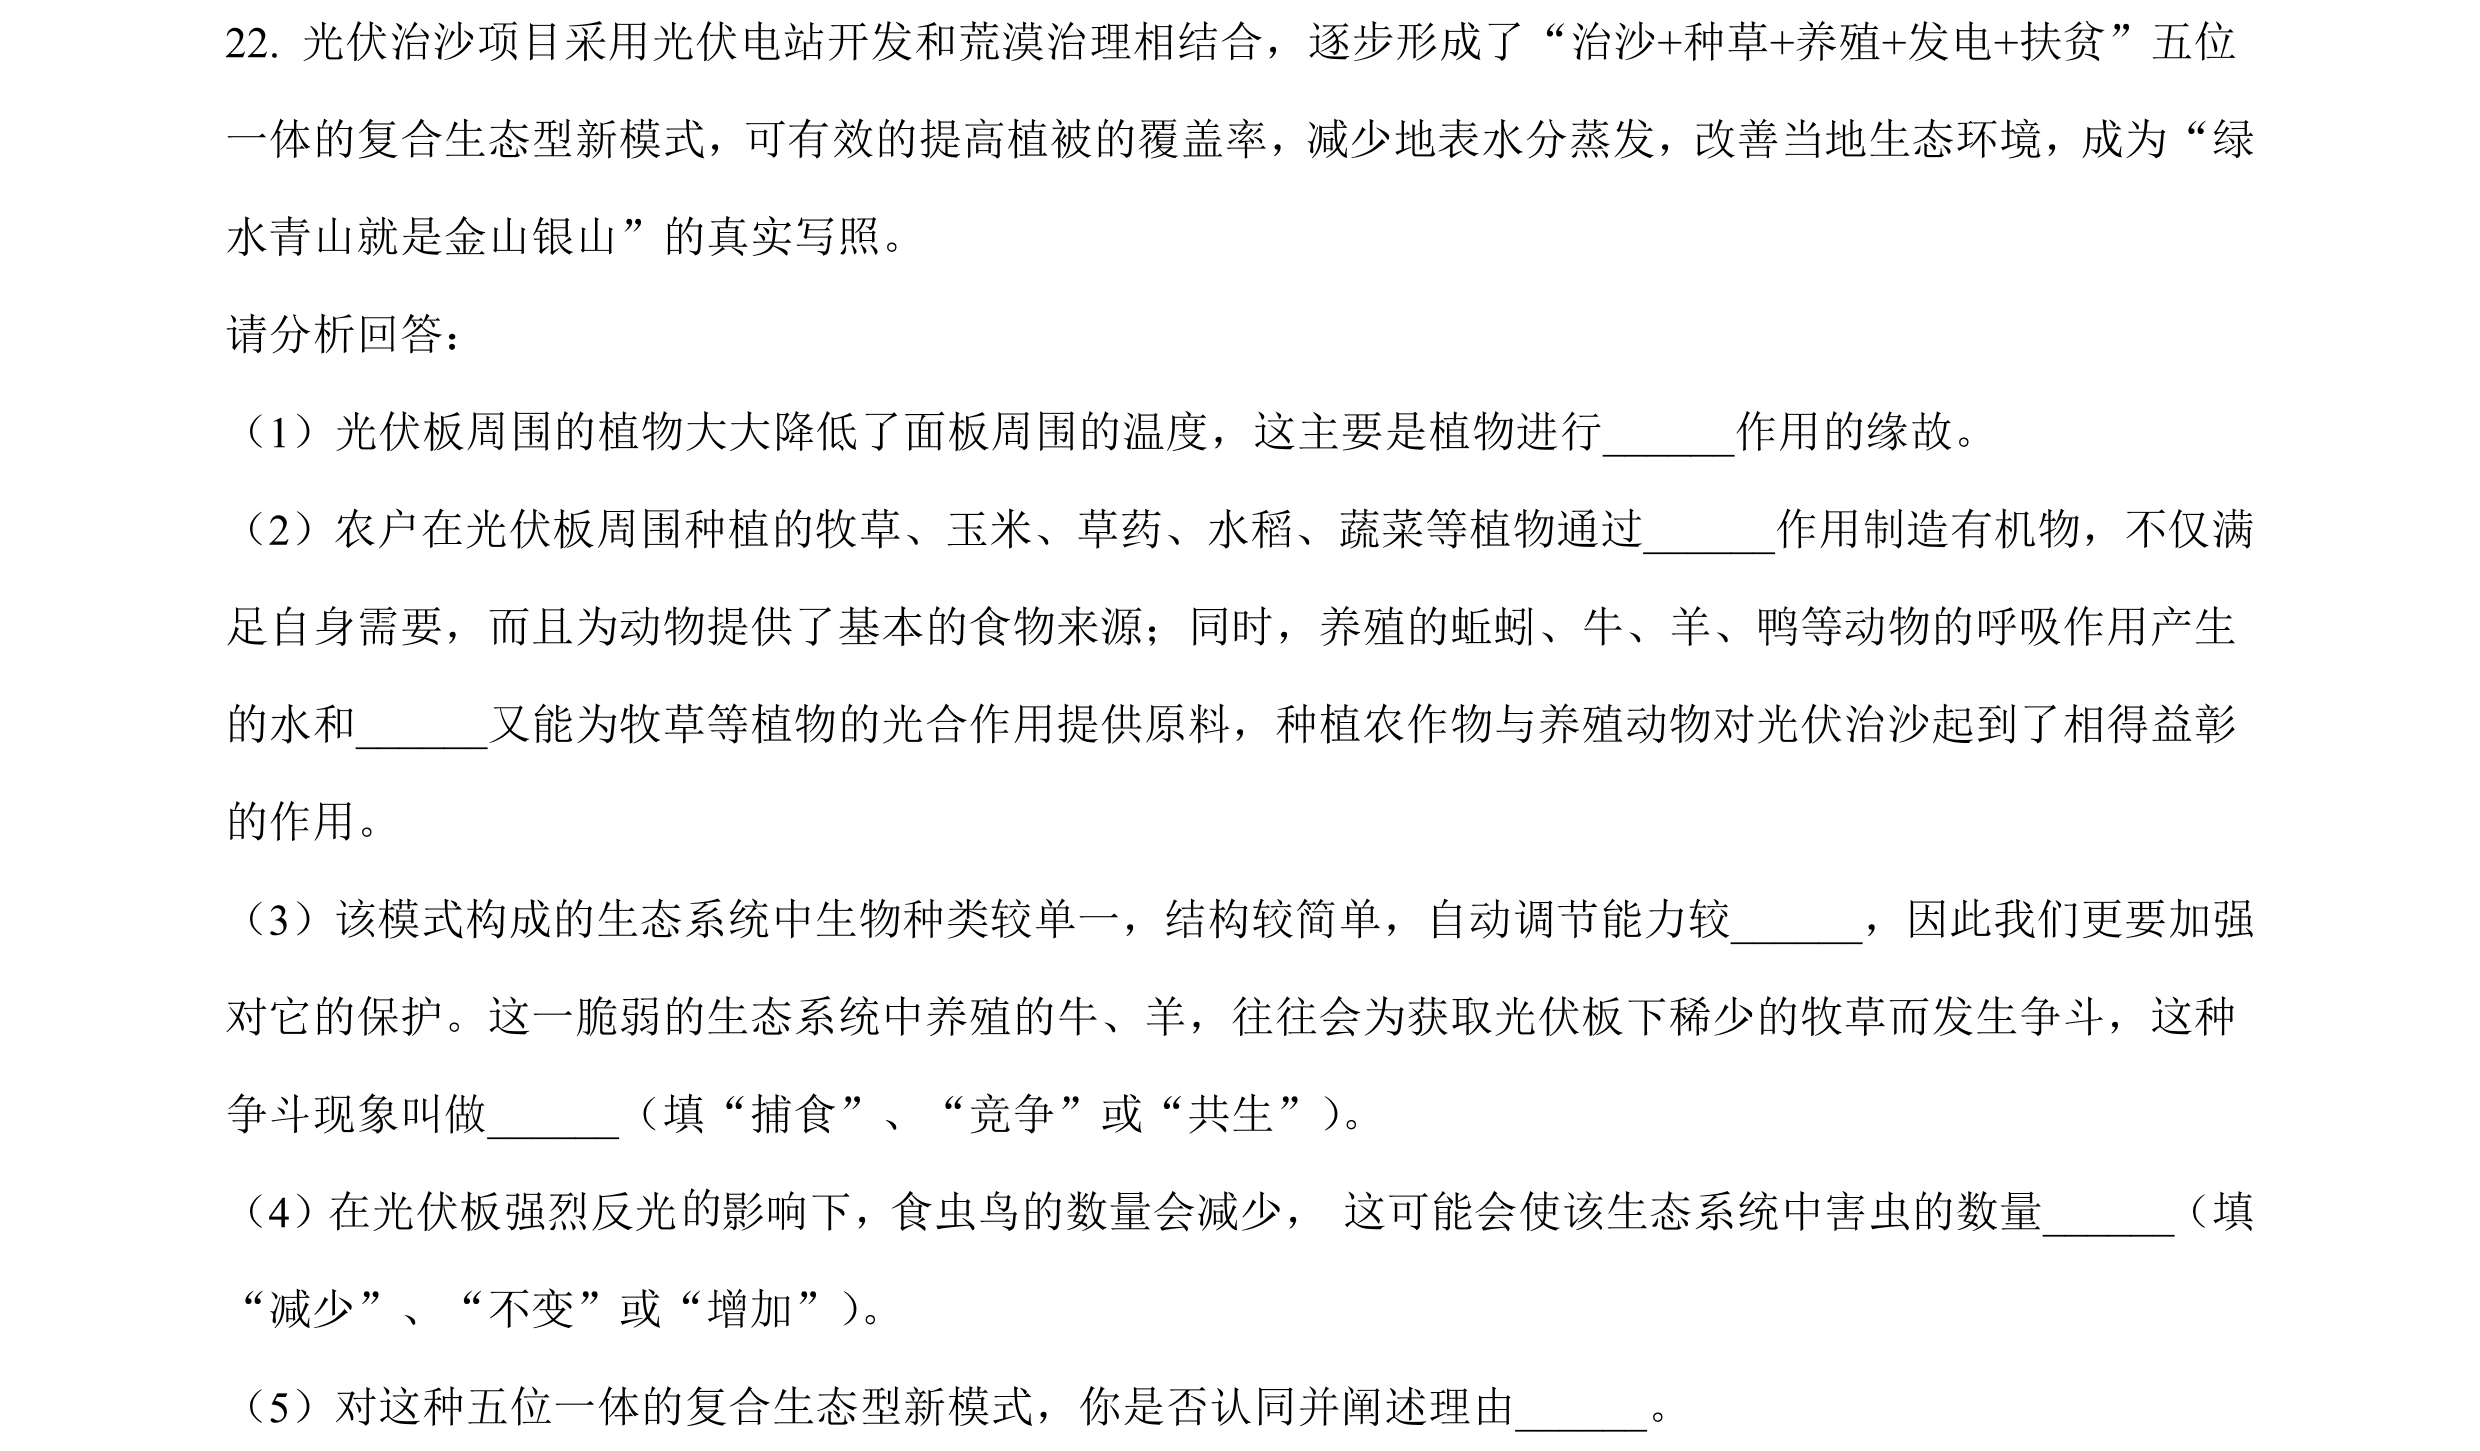 22. 光伏治沙项目采用光伏电站开发和荒漠治理相结合，逐步形成了“治沙+种草+养殖+发电+扶贫”五位
一体的复合生态型新模式，可有效的提高植被的覆盖率，减少地表水分蒸发，改善当地生态环境，成为“绿
水青山就是金山银山”的真实写照。
请分析回答：
（1）光伏板周围的植物大大降低了面板周围的温度，这主要是植物进行______作用的缘故。
（2）农户在光伏板周围种植的牧草、玉米、草药、水稻、蔬菜等植物通过______作用制造有机物，不仅满
足自身需要，而且为动物提供了基本的食物来源；同时，养殖的蚯蚓、牛、羊、鸭等动物的呼吸作用产生
的水和______又能为牧草等植物的光合作用提供原料，种植农作物与养殖动物对光伏治沙起到了相得益彰
的作用。
（3）该模式构成的生态系统中生物种类较单一，结构较简单，自动调节能力较______，因此我们更要加强
对它的保护。这一脆弱的生态系统中养殖的牛、羊，往往会为获取光伏板下稀少的牧草而发生争斗，这种
争斗现象叫做______（填“捕食”、“竞争”或“共生”）。
（4）在光伏板强烈反光的影响下，食虫鸟的数量会减少， 这可能会使该生态系统中害虫的数量______（填
“减少”、“不变”或“增加”）。
（5）对这种五位一体的复合生态型新模式，你是否认同并阐述理由______。